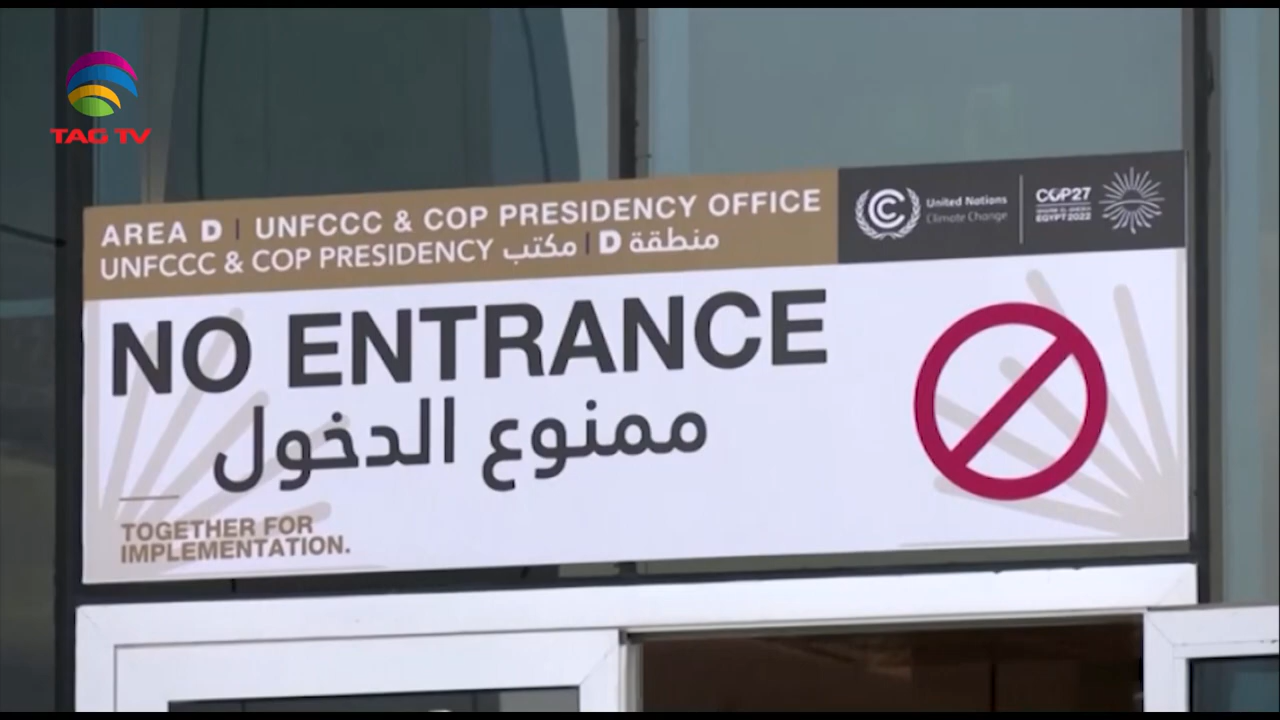 TAG TV
AREA D | UNFCCC & COP PRESIDENCY OFFICE
منطقة D | مكتب UNFCCC & COP PRESIDENCY
United Nations
Climate Change
COP27
EGYPT 2022
NO ENTRANCE
ممنوع الدخول
TOGETHER FOR
IMPLEMENTATION.